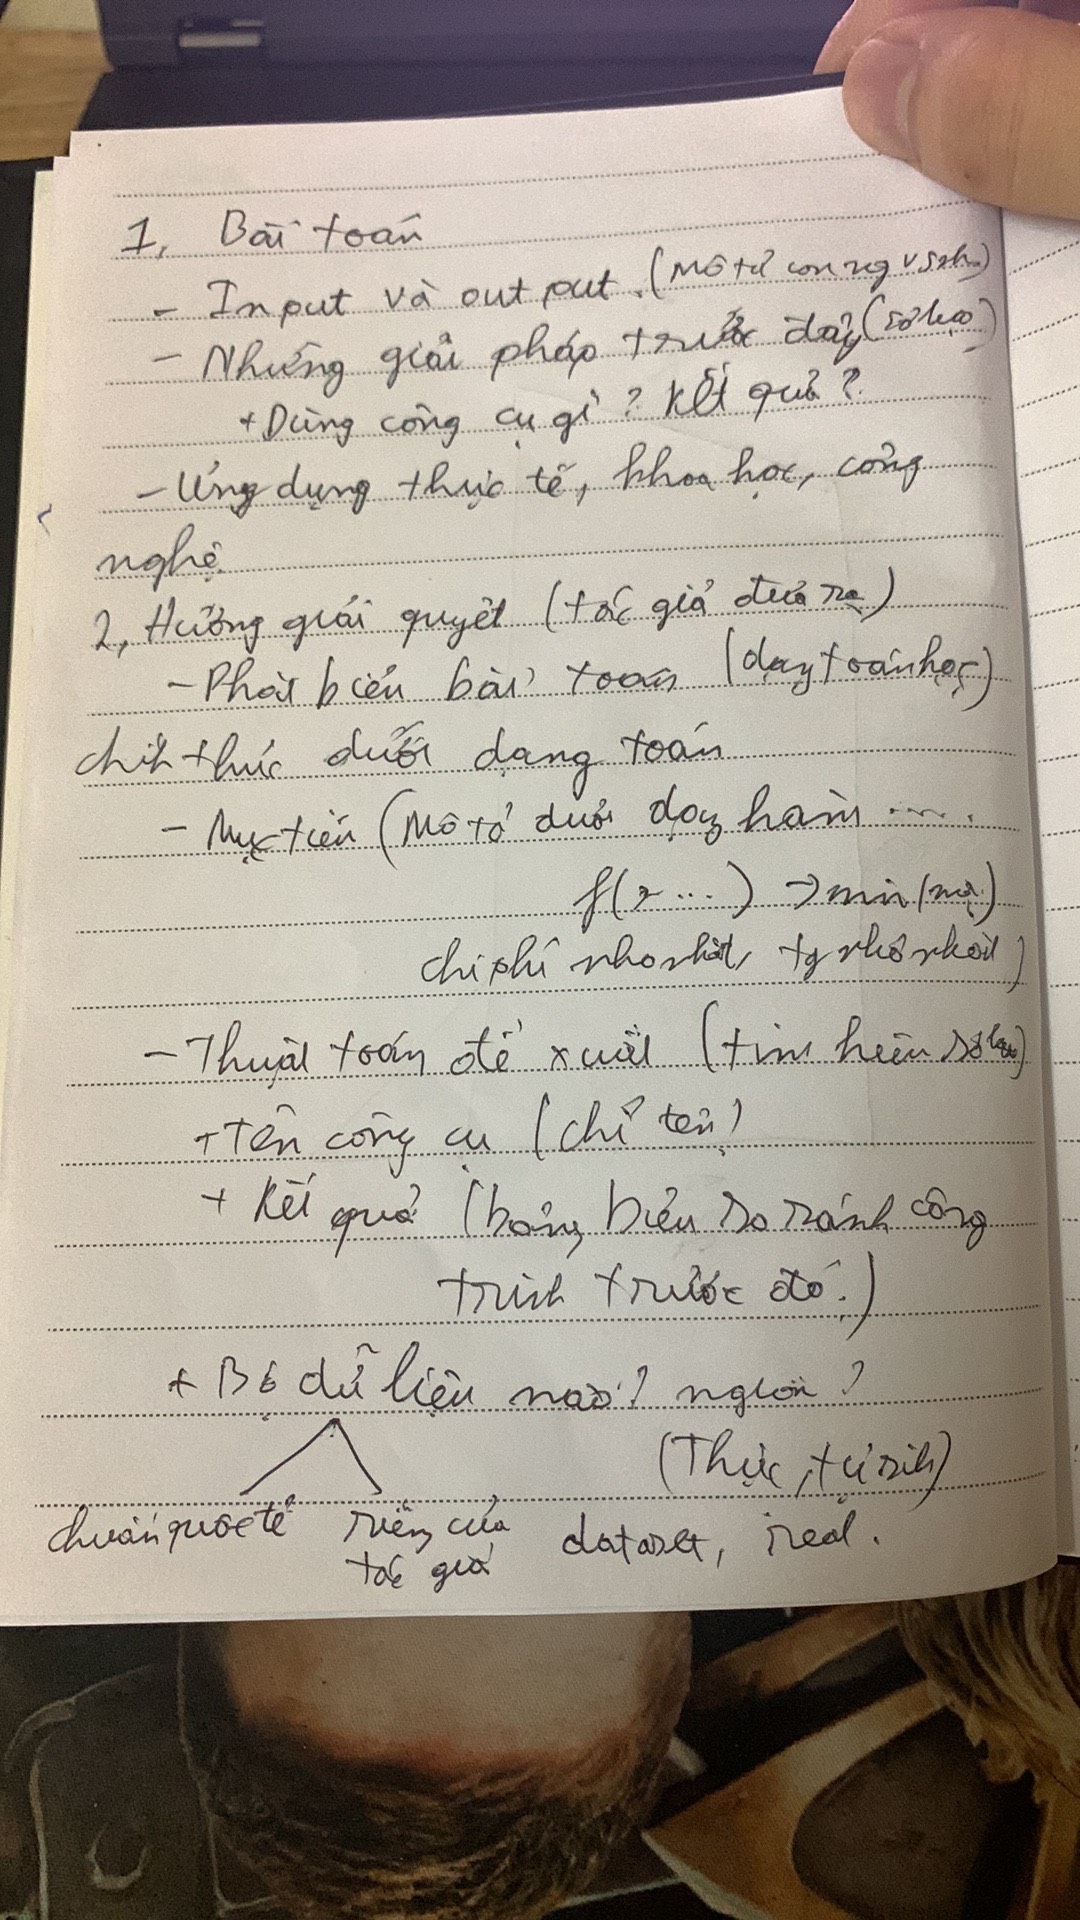 1, Bài toán
- Input và output. (Mô tả con ng
- Những giải pháp trước đây (sơ lược)
+ Dùng công cụ gì? Kết quả?
- Ứng dụng thực tế, khoa học, công
nghệ.
2, Hướng giải quyết (tác giả đưa ra)
- Phát biểu bài toán (dạng toán học)
chính thức dưới dạng toán
- Mục tiêu (Mô tả dưới dạng hàm ....
f(x ...) → min (max)
chi phí nhỏ nhất,
- Thuật toán đề xuất (tìm hiểu sơ lược)
+ Tên công cụ (chỉ tên)
+ Kết quả (bảng, biểu so sánh công
trình trước đó.)
+ Bộ dữ liệu nào? nguồn?
(Thực, tự sinh)
chuẩn quốc tế riêng của dataset, real.
tác giả